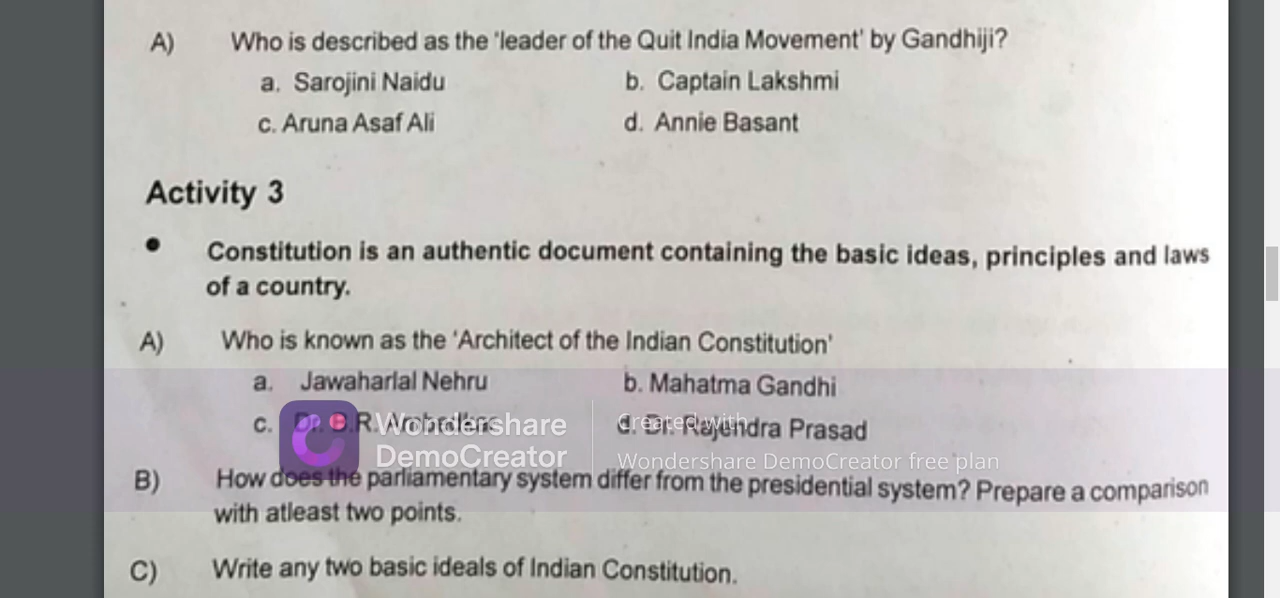 A) Who is described as the 'leader of the Quit India Movement' by Gandhiji?
a. Sarojini Naidu b. Captain Lakshmi
c. Aruna Asaf Ali d. Annie Basant
Activity 3
• Constitution is an authentic document containing the basic ideas, principles and laws
of a country.
A) Who is known as the 'Architect of the Indian Constitution'
a. Jawaharlal Nehru b. Mahatma Gandhi
c. Dr. B.R. d. Dr. Rajendra Prasad
Wondershare
DemoCreator
Created with
Wondershare DemoCreator free plan
B) How does the parliamentary system differ from the presidential system? Prepare a comparison
with atleast two points.
C) Write any two basic ideals of Indian Constitution.